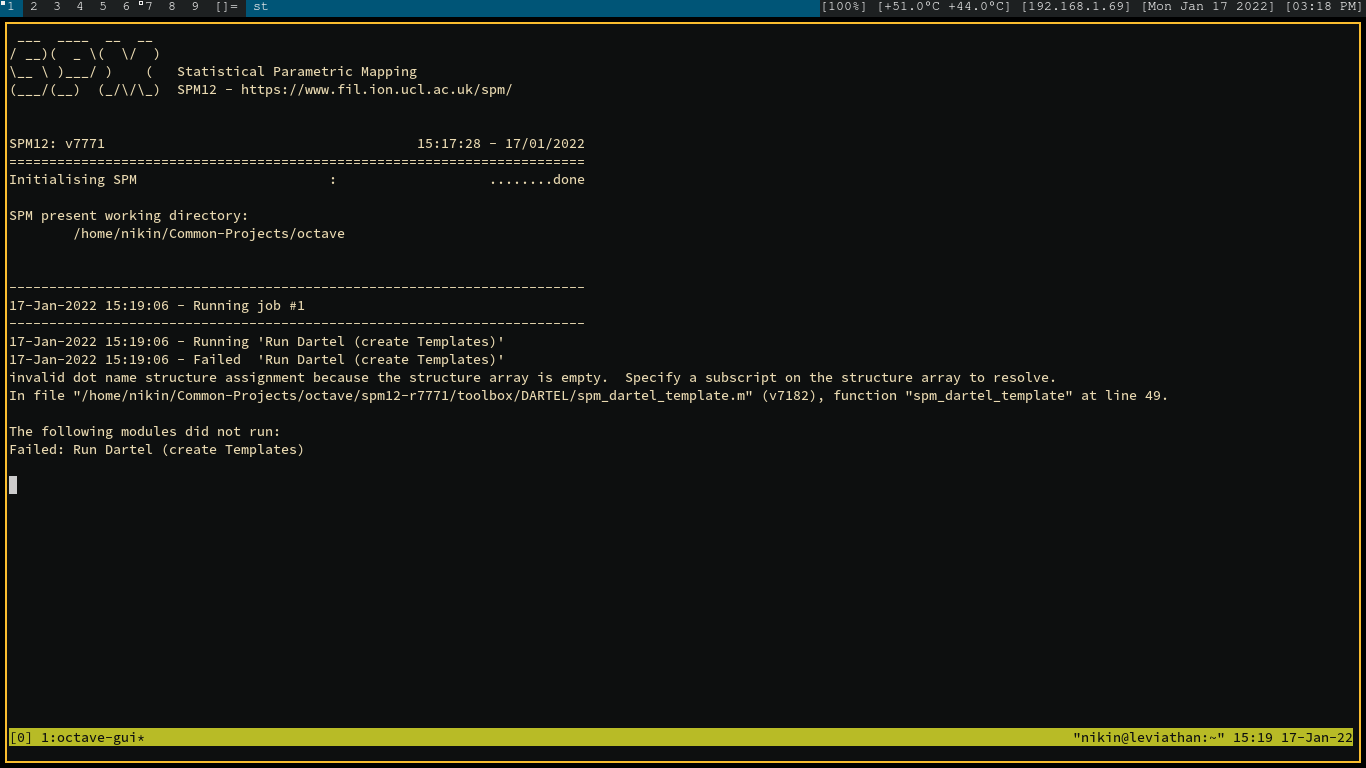 1 2 3 4 5 6 7 8 9 []= st [100%] [+51.0°C +44.0°C] [192.168.1.69] [Mon Jan 17 2022] [03:18 PM]
 ___  ____  __  __
/ __)(  _ \(  \/  )
\__ \ )___/ )    (   Statistical Parametric Mapping
(___/(__)  (_/\/\_)  SPM12 - https://www.fil.ion.ucl.ac.uk/spm/
SPM12: v7771                                       15:17:28 - 17/01/2022
========================================================================
Initialising SPM                        :                   ........done
SPM present working directory:
        /home/nikin/Common-Projects/octave
------------------------------------------------------------------------
17-Jan-2022 15:19:06 - Running job #1
------------------------------------------------------------------------
17-Jan-2022 15:19:06 - Running 'Run Dartel (create Templates)'
17-Jan-2022 15:19:06 - Failed  'Run Dartel (create Templates)'
invalid dot name structure assignment because the structure array is empty.  Specify a subscript on the structure array to resolve.
In file "/home/nikin/Common-Projects/octave/spm12-r7771/toolbox/DARTEL/spm_dartel_template.m" (v7182), function "spm_dartel_template" at line 49.
The following modules did not run:
Failed: Run Dartel (create Templates)
[0] 1:octave-gui* "nikin@leviathan:~" 15:19 17-Jan-22